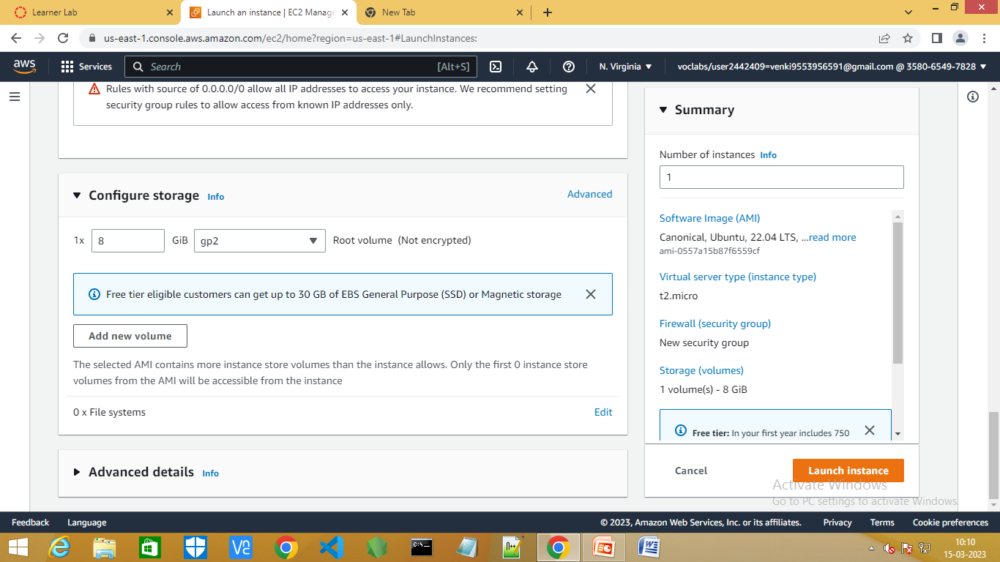 Learner Lab
Launch an instance | EC2 Manage
New Tab
us-east-1.console.aws.amazon.com/ec2/home?region=us-east-1#LaunchInstances:
aws
Services
Search
[Alt+S]
N. Virginia
voclabs/user2442409=venki9553956591@gmail.com @ 3580-6549-7828
Rules with source of 0.0.0.0/0 allow all IP addresses to access your instance. We recommend setting
security group rules to allow access from known IP addresses only.
Configure storage Info
Advanced
1x 8 GiB gp2 Root volume (Not encrypted)
Free tier eligible customers can get up to 30 GB of EBS General Purpose (SSD) or Magnetic storage
Add new volume
The selected AMI contains more instance store volumes than the instance allows. Only the first 0 instance store
volumes from the AMI will be accessible from the instance
0 x File systems
Edit
Advanced details Info
Summary
Number of instances Info
1
Software Image (AMI)
Canonical, Ubuntu, 22.04 LTS, ...read more
ami-0557a15b87f6559cf
Virtual server type (instance type)
t2.micro
Firewall (security group)
New security group
Storage (volumes)
1 volume(s) - 8 GiB
Free tier: In your first year includes 750
Cancel
Launch instance
Activate Windows
Go to PC settings to activate Windows.
Feedback
Language
© 2023, Amazon Web Services, Inc. or its affiliates.
Privacy
Terms
Cookie preferences
10:10
15-03-2023